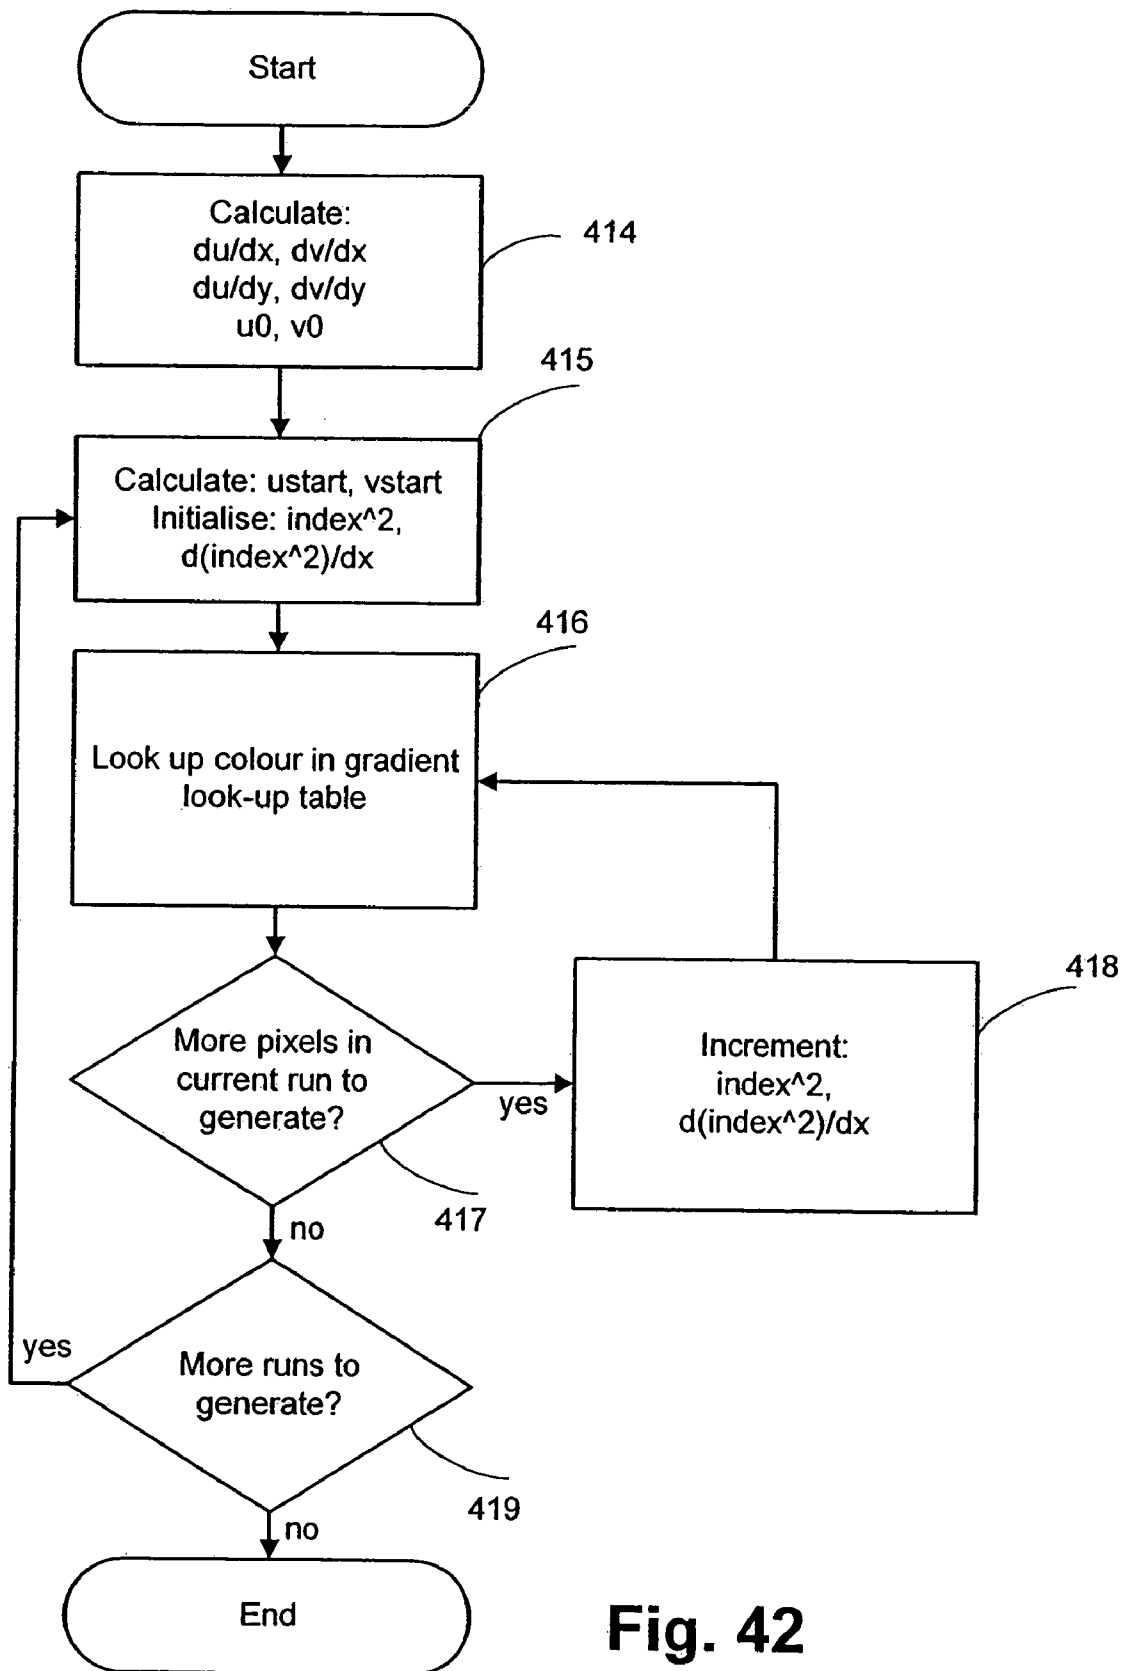 Start
Calculate:
du/dx, dv/dx
du/dy, dv/dy
u0, v0
414
415
Calculate: ustart, vstart
Initialise: index^2,
d(index^2)/dx
416
Look up colour in gradient
look-up table
418
More pixels in
current run to
generate?
yes
Increment:
index^2,
d(index^2)/dx
417
no
yes
More runs to
generate?
419
no
End
Fig. 42